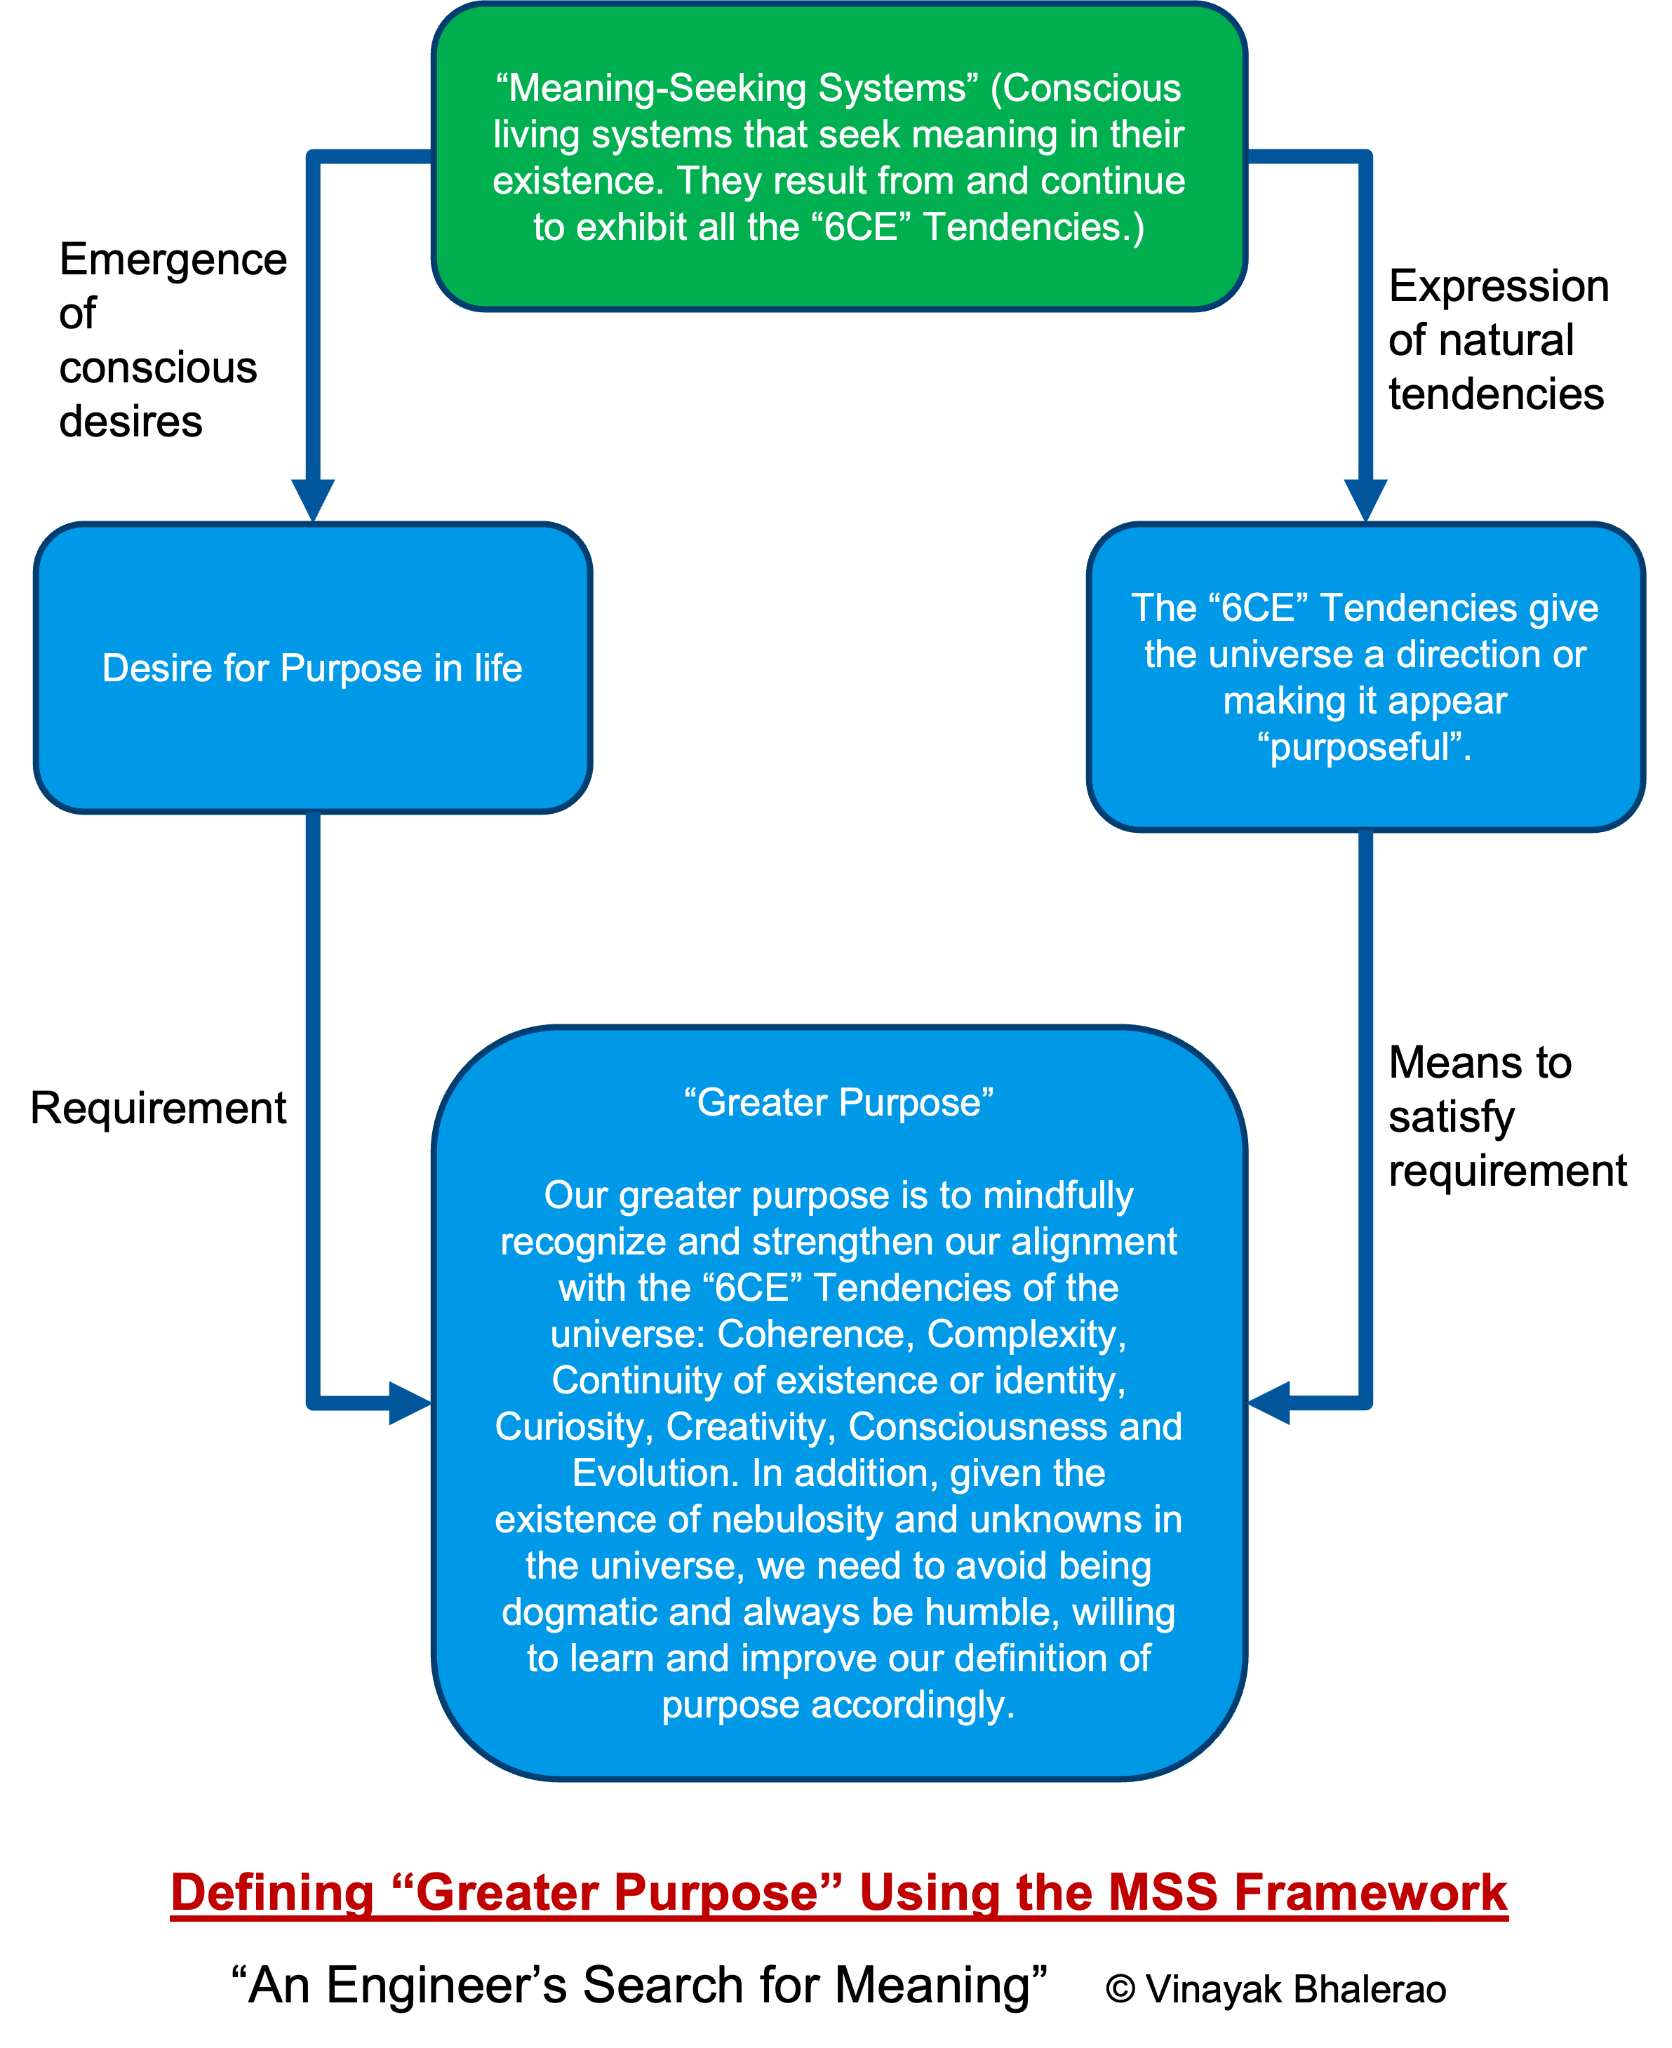 “Meaning-Seeking Systems” (Conscious
living systems that seek meaning in their
existence. They result from and continue
to exhibit all the “6CE” Tendencies.)
Emergence
of
conscious
desires
Expression
of natural
tendencies
Desire for Purpose in life
The “6CE” Tendencies give
the universe a direction or
making it appear
“purposeful”.
Requirement
Means to
satisfy
requirement
“Greater Purpose”
Our greater purpose is to mindfully
recognize and strengthen our alignment
with the “6CE” Tendencies of the
universe: Coherence, Complexity,
Continuity of existence or identity,
Curiosity, Creativity, Consciousness and
Evolution. In addition, given the
existence of nebulosity and unknowns in
the universe, we need to avoid being
dogmatic and always be humble, willing
to learn and improve our definition of
purpose accordingly.
Defining “Greater Purpose” Using the MSS Framework
“An Engineer’s Search for Meaning” © Vinayak Bhalerao